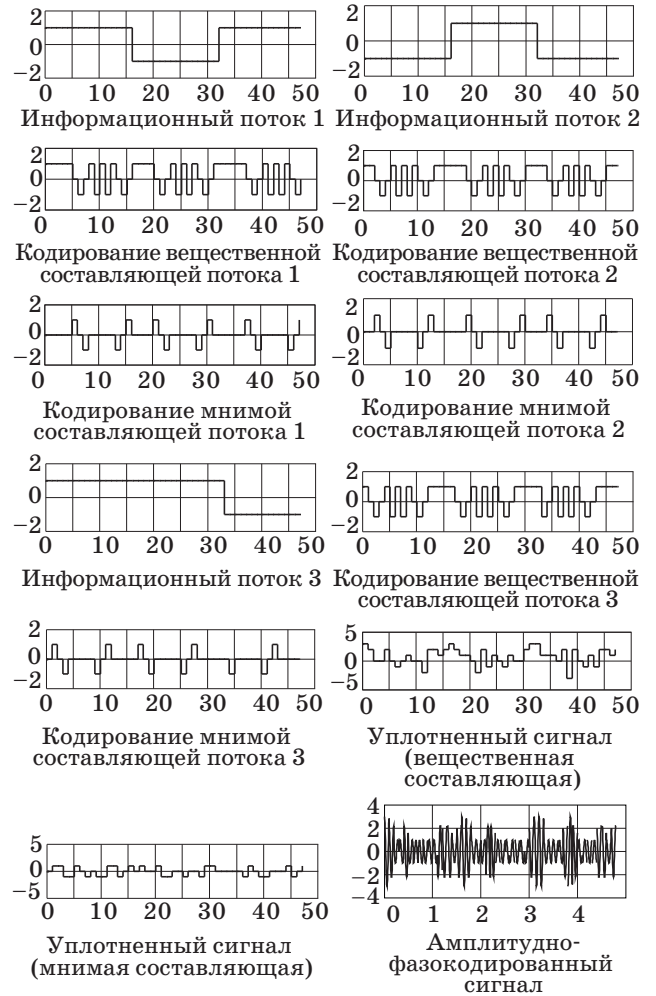 2
0
−2
0 10 20 30 40 50
Информационный поток 1
2
0
−2
0 10 20 30 40 50
Информационный поток 2
2
0
−2
0 10 20 30 40 50
Кодирование вещественной
составляющей потока 1
2
0
−2
0 10 20 30 40 50
Кодирование вещественной
составляющей потока 2
2
0
−2
0 10 20 30 40 50
Кодирование мнимой
составляющей потока 1
2
0
−2
0 10 20 30 40 50
Кодирование мнимой
составляющей потока 2
2
0
−2
0 10 20 30 40 50
Информационный поток 3
2
0
−2
0 10 20 30 40 50
Кодирование вещественной
составляющей потока 3
2
0
−2
0 10 20 30 40 50
Кодирование мнимой
составляющей потока 3
5
0
−5
0 10 20 30 40 50
Уплотненный сигнал
(вещественная
составляющая)
5
0
−5
0 10 20 30 40 50
Уплотненный сигнал
(мнимая составляющая)
4
2
0
−2
−4
0 1 2 3 4
Амплитудно-
фазокодированный
сигнал